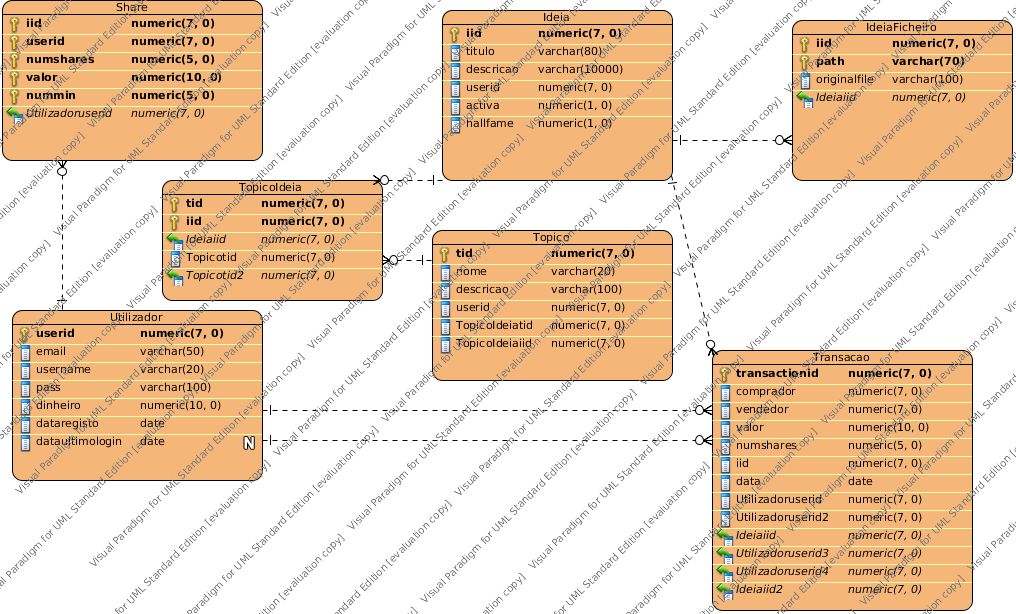 Share
iid numeric(7, 0)
userid numeric(7, 0)
numshares numeric(5, 0)
valor numeric(10, 0)
nummin numeric(5, 0)
Utilizadoruserid numeric(7, 0)
Ideia
iid numeric(7, 0)
titulo varchar(80)
descricao varchar(10000)
userid numeric(7, 0)
activa numeric(1, 0)
hallfame numeric(1, 0)
IdeiaFicheiro
iid numeric(7, 0)
path varchar(70)
originalfile varchar(100)
Ideiaiid numeric(7, 0)
TopicoIdeia
tid numeric(7, 0)
iid numeric(7, 0)
Ideiaiid numeric(7, 0)
Topicotid numeric(7, 0)
Topicotid2 numeric(7, 0)
Topico
tid numeric(7, 0)
nome varchar(20)
descricao varchar(100)
userid numeric(7, 0)
TopicoIdeiatid numeric(7, 0)
TopicoIdeiaiid numeric(7, 0)
Utilizador
userid numeric(7, 0)
email varchar(50)
username varchar(20)
pass varchar(100)
dinheiro numeric(10, 0)
dataregisto date
dataultimologin date N
Transacao
transactionid numeric(7, 0)
comprador numeric(7, 0)
vendedor numeric(7, 0)
valor numeric(10, 0)
numshares numeric(5, 0)
iid numeric(7, 0)
data date
Utilizadoruserid numeric(7, 0)
Utilizadoruserid2 numeric(7, 0)
Ideiaiid numeric(7, 0)
Utilizadoruserid3 numeric(7, 0)
Utilizadoruserid4 numeric(7, 0)
Ideiaiid2 numeric(7, 0)
Visual Paradigm for UML Standard Edition [evaluation copy]